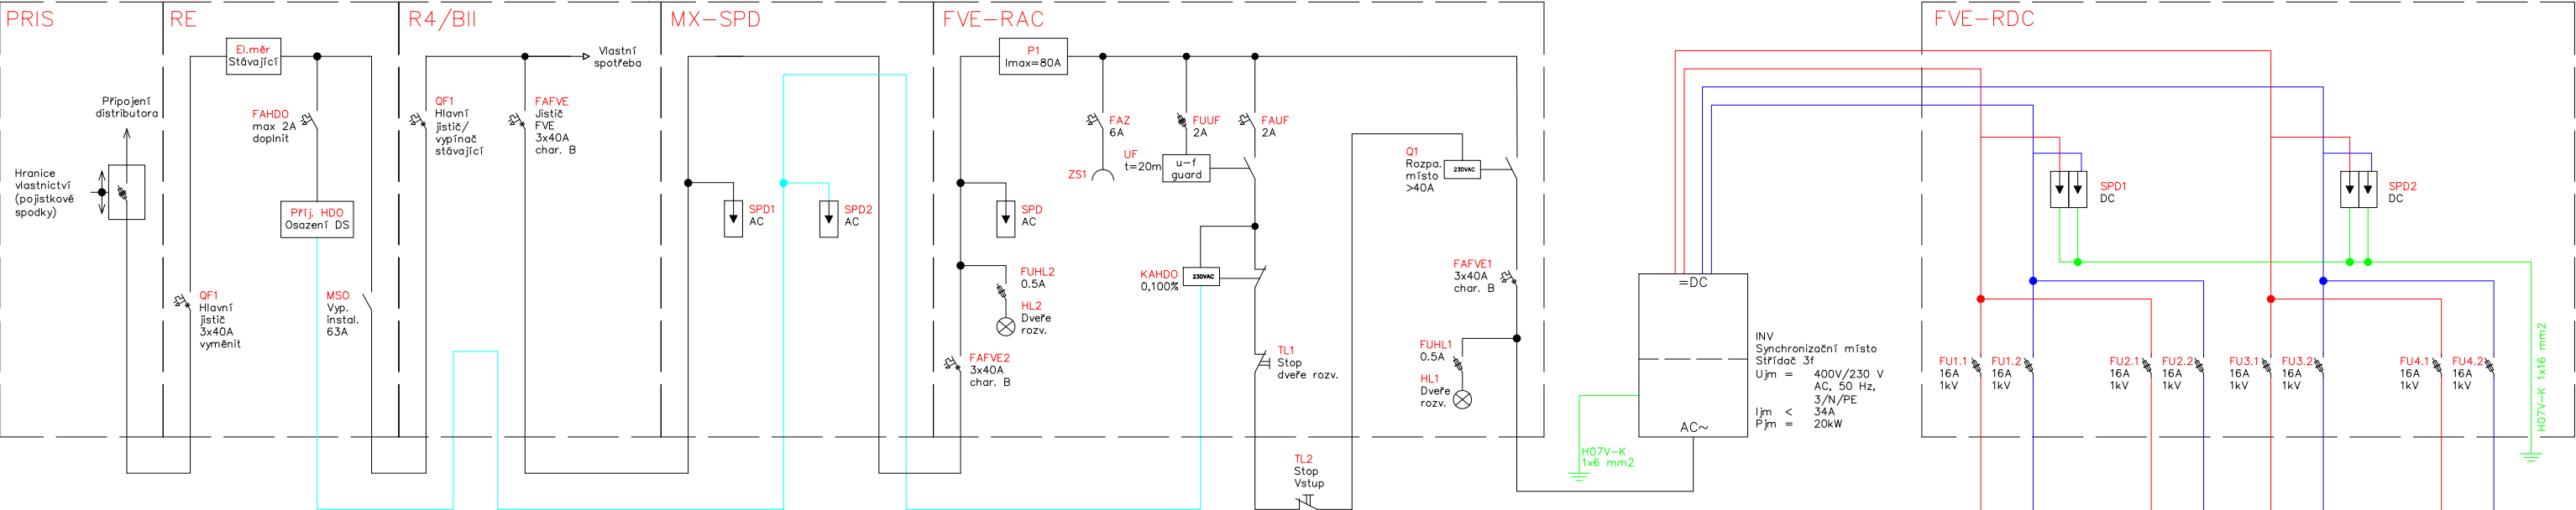 PRIS
Připojení
distributora
Hranice
vlastnictví
(pojistkové
spodky)
RE
El.měr
Stávající
FAHDO
max 2A
doplnit
Příj. HDO
Osazení DS
QF1
Hlavní
jistič
3x40A
vyměnit
MSO
Vyp.
instal.
63A
R4/BII
Vlastní
spotřeba
QF1
Hlavní
jistič/
vypínač
stávající
FAFVE
Jistič
FVE
3x40A
char. B
MX-SPD
SPD1
AC
SPD2
AC
FVE-RAC
P1
Imax=80A
FAZ
6A
ZS1
FUUF
2A
UF
t=20m
u-f
guard
FAUF
2A
SPD
AC
FUHL2
0.5A
HL2
Dveře
rozv.
FAFVE2
3x40A
char. B
KAHDO
0,100%
230VAC
TL1
Stop
dveře rozv.
TL2
Stop
Vstup
Q1
Rozpa.
místo
>40A
230VAC
FAFVE1
3x40A
char. B
FUHL1
0.5A
HL1
Dveře
rozv.
=DC
AC~
H07V-K
1x6 mm2
INV
Synchronizační místo
Střídač 3f
Ujm = 400V/230 V
AC, 50 Hz,
3/N/PE
Ijm < 34A
Pjm = 20kW
FVE-RDC
SPD1
DC
SPD2
DC
FU1.1
16A
1kV
FU1.2
16A
1kV
FU2.1
16A
1kV
FU2.2
16A
1kV
FU3.1
16A
1kV
FU3.2
16A
1kV
FU4.1
16A
1kV
FU4.2
16A
1kV
H07V-K 1x16 mm2